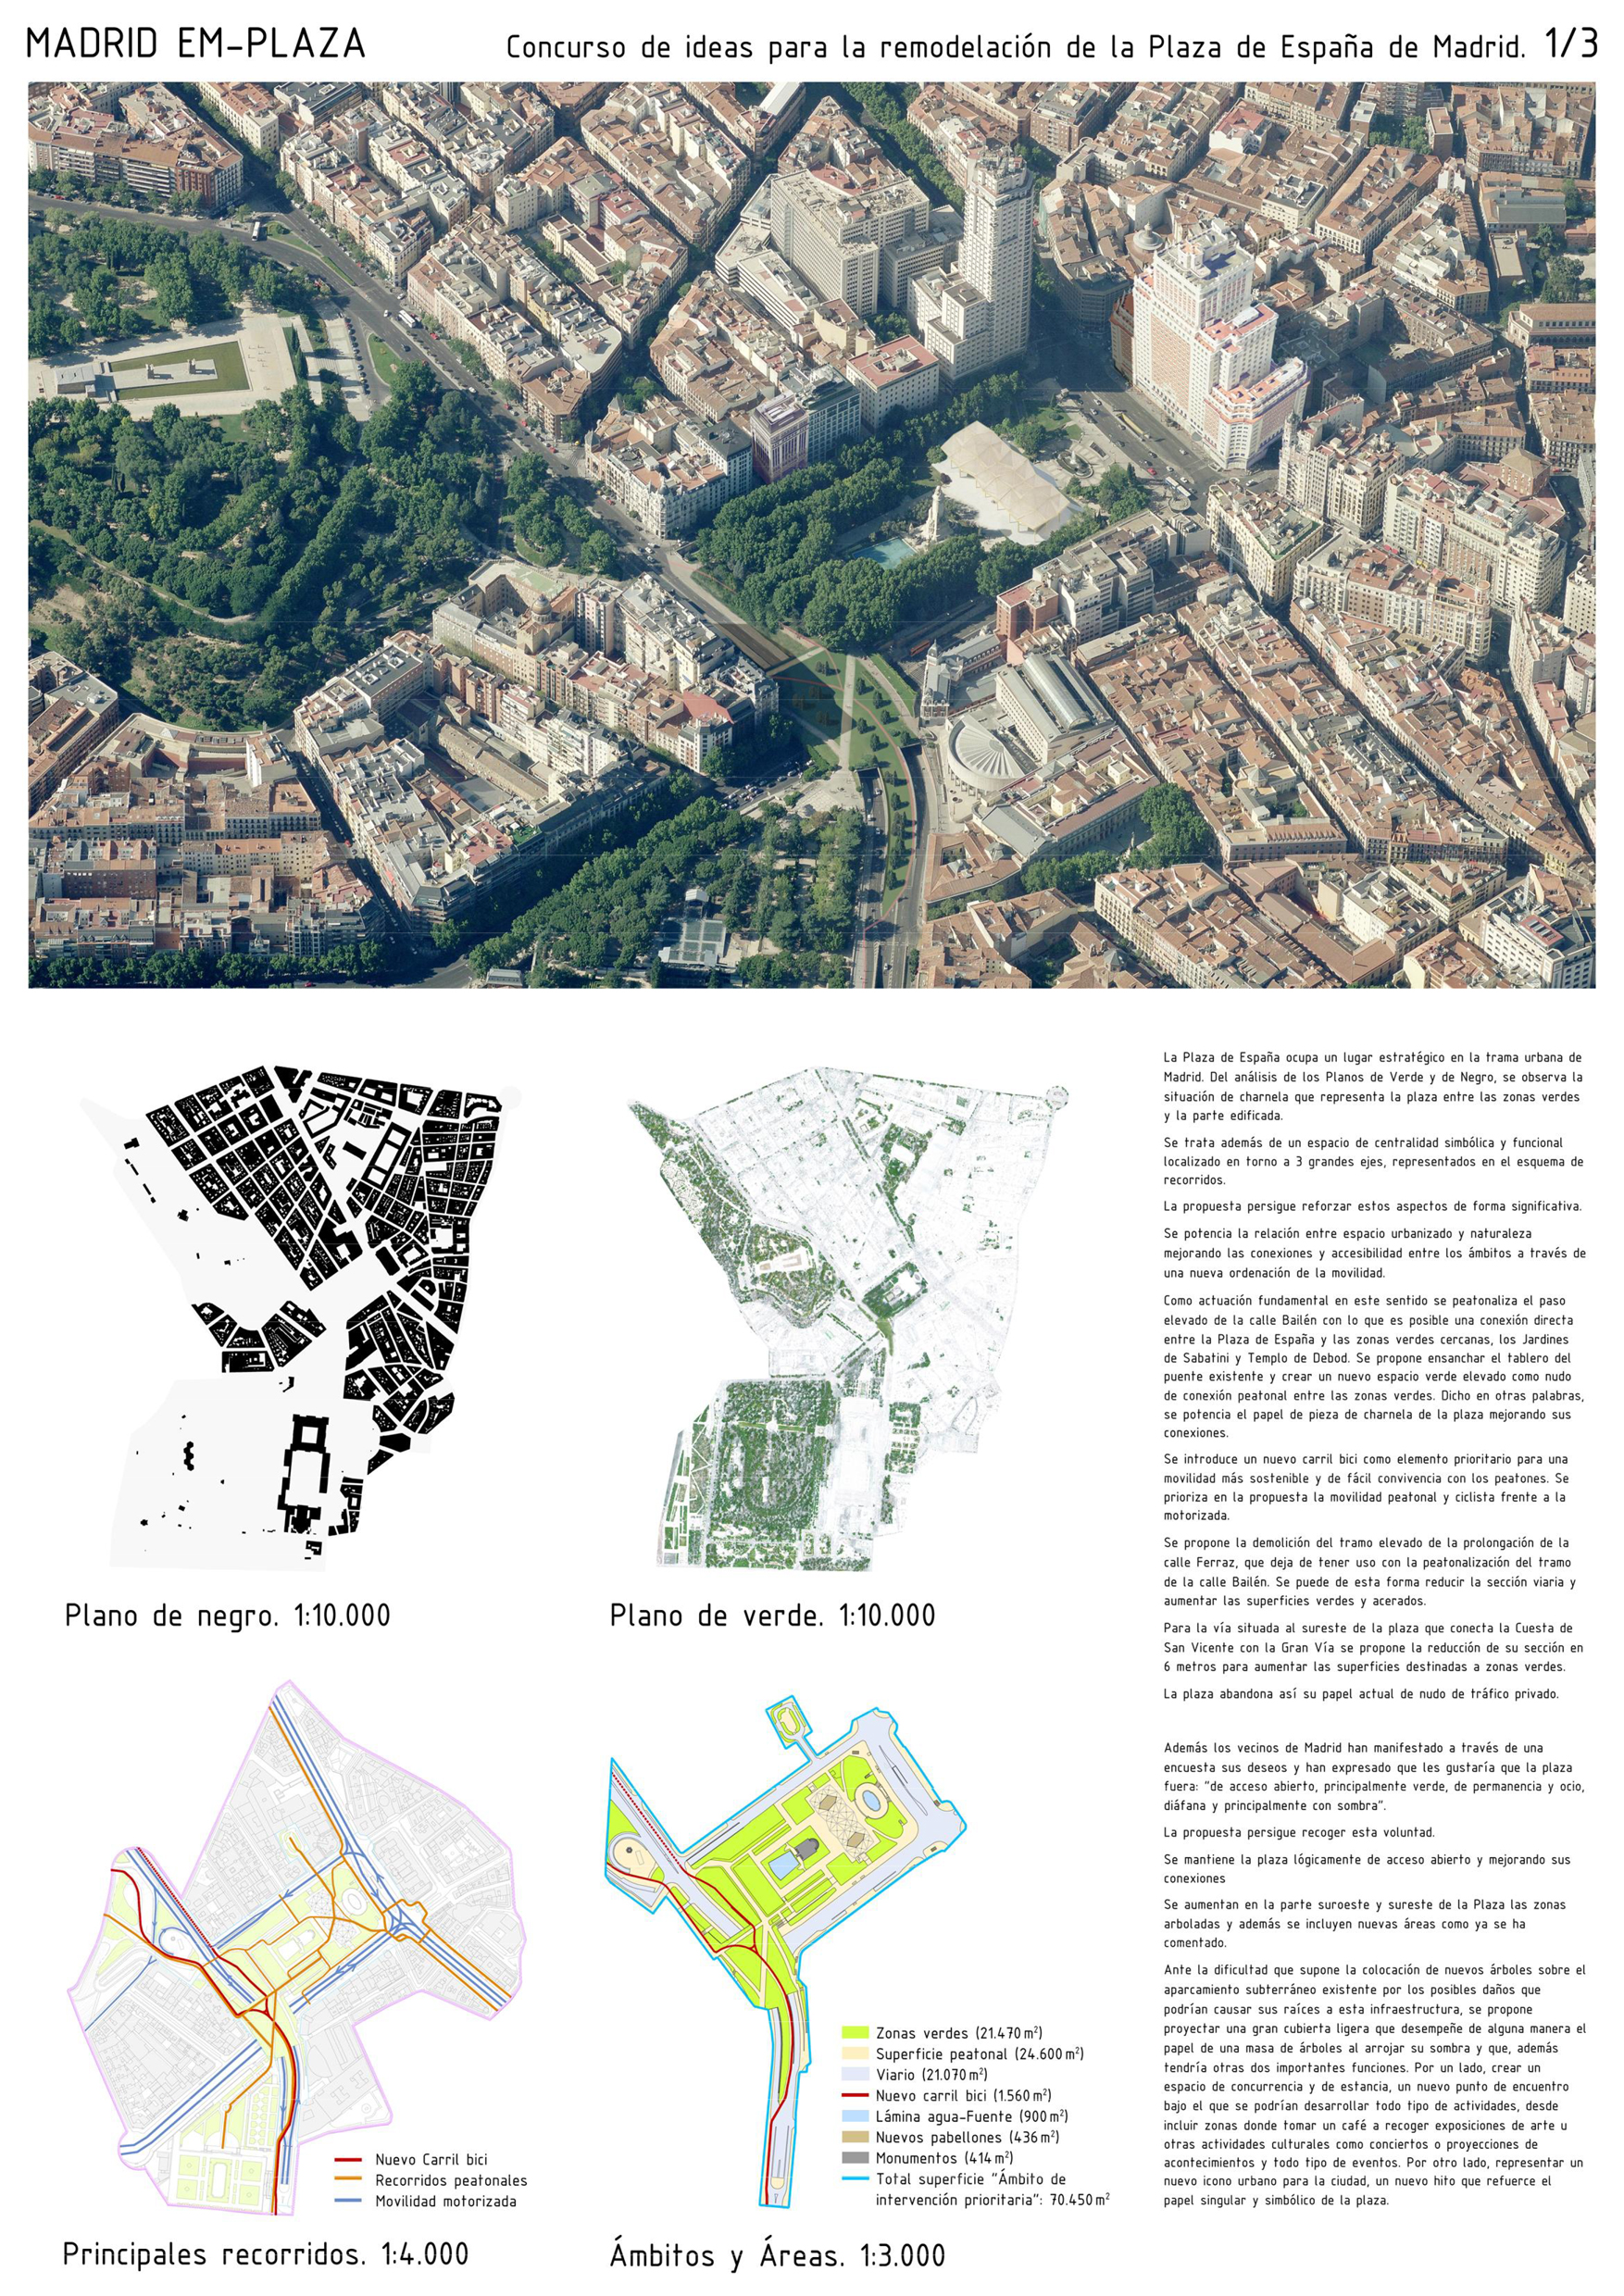 MADRID EM-PLAZA
Concurso de ideas para la remodelación de la Plaza de España de Madrid. 1/3
La Plaza de España ocupa un lugar estratégico en la trama urbana de
Madrid. Del análisis de los Planos de Verde y de Negro, se observa la
situación de charnela que representa la plaza entre las zonas verdes
y la parte edificada.
Se trata además de un espacio de centralidad simbólica y funcional
localizado en torno a 3 grandes ejes, representados en el esquema de
recorridos.
La propuesta persigue reforzar estos aspectos de forma significativa.
Se potencia la relación entre espacio urbanizado y naturaleza
mejorando las conexiones y accesibilidad entre los ámbitos a través de
una nueva ordenación de la movilidad.
Como actuación fundamental en este sentido se peatonaliza el paso
elevado de la calle Bailén con lo que es posible una conexión directa
entre la Plaza de España y las zonas verdes cercanas, los Jardines
de Sabatini y Templo de Debod. Se propone ensanchar el tablero del
puente existente y crear un nuevo espacio verde elevado como nudo
de conexión peatonal entre las zonas verdes. Dicho en otras palabras,
se potencia el papel de pieza de charnela de la plaza mejorando sus
conexiones.
Se introduce un nuevo carril bici como elemento prioritario para una
movilidad más sostenible y de fácil convivencia con los peatones. Se
prioriza en la propuesta la movilidad peatonal y ciclista frente a la
motorizada.
Se propone la demolición del tramo elevado de la prolongación de la
calle Ferraz, que deja de tener uso con la peatonalización del tramo
de la calle Bailén. Se puede de esta forma reducir la sección viaria y
aumentar las superficies verdes y acerados.
Para la vía situada al sureste de la plaza que conecta la Cuesta de
San Vicente con la Gran Vía se propone la reducción de su sección en
6 metros para aumentar las superficies destinadas a zonas verdes.
La plaza abandona así su papel actual de nudo de tráfico privado.
Además los vecinos de Madrid han manifestado a través de una
encuesta sus deseos y han expresado que les gustaría que la plaza
fuera: "de acceso abierto, principalmente verde, de permanencia y ocio,
diáfana y principalmente con sombra".
La propuesta persigue recoger esta voluntad.
Se mantiene la plaza lógicamente de acceso abierto y mejorando sus
conexiones
Se aumentan en la parte suroeste y sureste de la Plaza las zonas
arboladas y además se incluyen nuevas áreas como ya se ha
comentado.
Ante la dificultad que supone la colocación de nuevos árboles sobre el
aparcamiento subterráneo existente por los posibles daños que
podrían causar sus raíces a esta infraestructura, se propone
proyectar una gran cubierta ligera que desempeñe de alguna manera el
papel de una masa de árboles al arrojar su sombra y que, además
tendría otras dos importantes funciones. Por un lado, crear un
espacio de concurrencia y de estancia, un nuevo punto de encuentro
bajo el que se podrían desarrollar todo tipo de actividades, desde
incluir zonas donde tomar un café a recoger exposiciones de arte u
otras actividades culturales como conciertos o proyecciones de
acontecimientos y todo tipo de eventos. Por otro lado, representar un
nuevo icono urbano para la ciudad, un nuevo hito que refuerce el
papel singular y simbólico de la plaza.
Plano de negro. 1:10.000
Plano de verde. 1:10.000
Nuevo Carril bici
Recorridos peatonales
Movilidad motorizada
Principales recorridos. 1:4.000
Zonas verdes (21.470 m²)
Superficie peatonal (24.600 m²)
Viario (21.070 m²)
Nuevo carril bici (1.560 m²)
Lámina agua-Fuente (900 m²)
Nuevos pabellones (436 m²)
Monumentos (414 m²)
Total superficie "Ámbito de
intervención prioritaria": 70.450 m²
Ámbitos y Áreas. 1:3.000